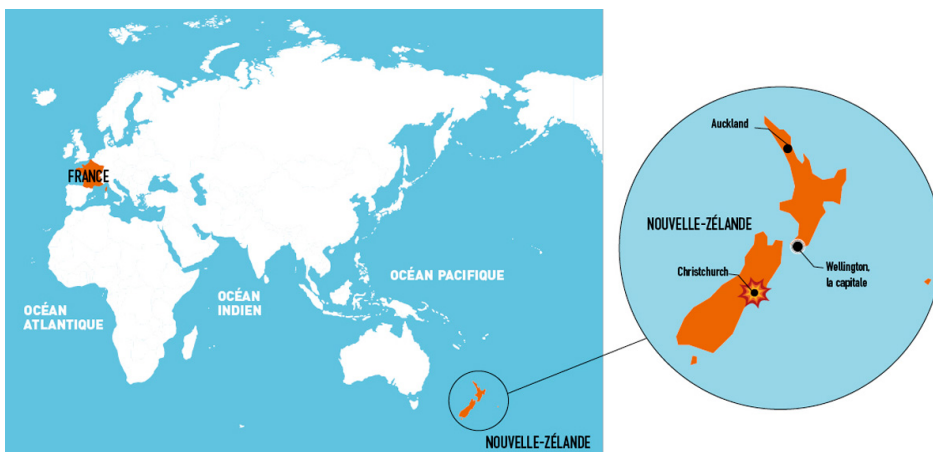 FRANCE
OCÉAN
ATLANTIQUE
OCÉAN
INDIEN
OCÉAN PACIFIQUE
NOUVELLE-ZÉLANDE
Auckland
NOUVELLE-ZÉLANDE
Christchurch
Wellington,
la capitale